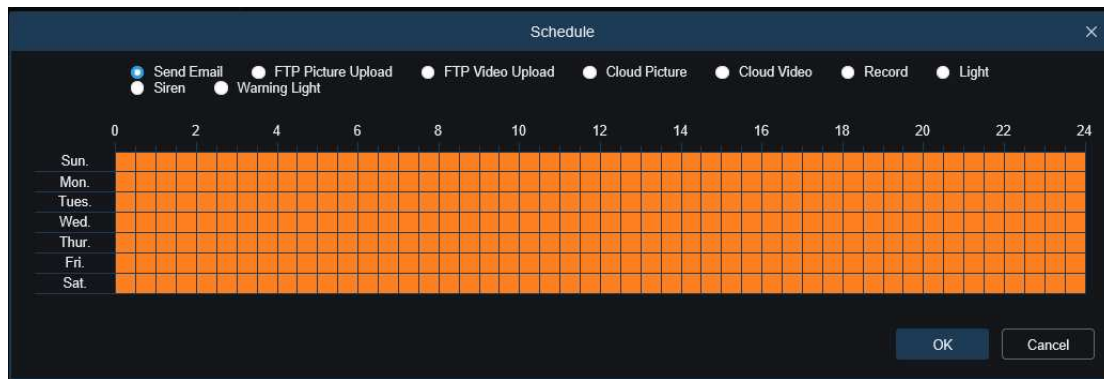 Schedule
Send Email FTP Picture Upload FTP Video Upload Cloud Picture Cloud Video Record Light
Siren Warning Light
0 2 4 6 8 10 12 14 16 18 20 22 24
Sun.
Mon.
Tues.
Wed.
Thur.
Fri.
Sat.
OK Cancel